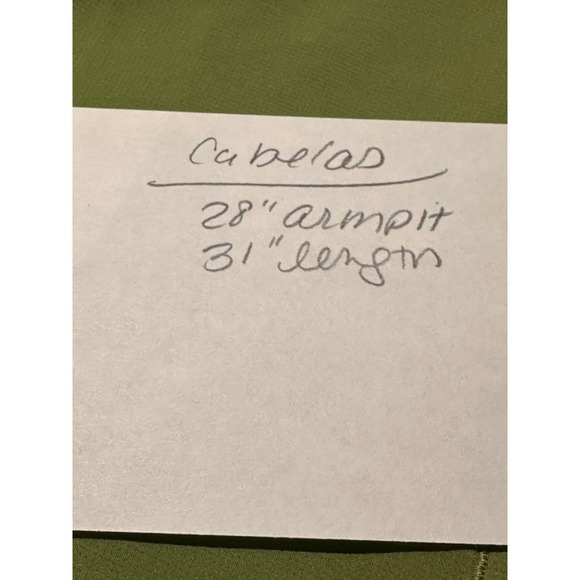 Cabelas
28" armpit
31" length